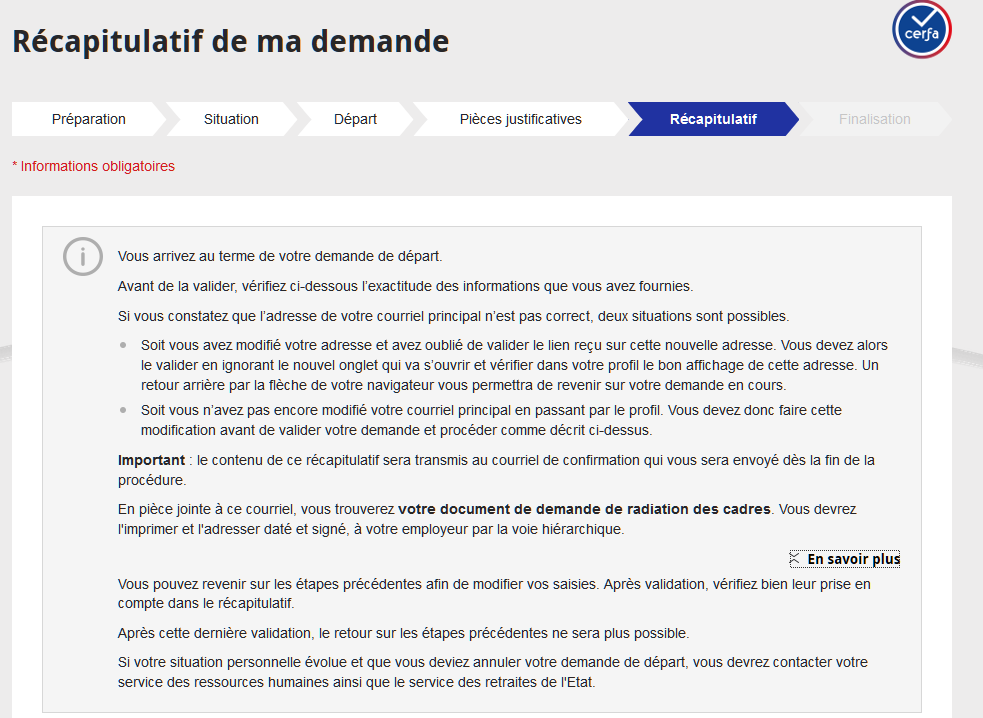 Récapitulatif de ma demande
cerfa
Préparation
Situation
Départ
Pièces justificatives
Récapitulatif
Finalisation
* Informations obligatoires
Vous arrivez au terme de votre demande de départ.
Avant de la valider, vérifiez ci-dessous l'exactitude des informations que vous avez fournies.
Si vous constatez que l'adresse de votre courriel principal n'est pas correct, deux situations sont possibles.
Soit vous avez modifié votre adresse et avez oublié de valider le lien reçu sur cette nouvelle adresse. Vous devez alors
le valider en ignorant le nouvel onglet qui va s'ouvrir et vérifier dans votre profil le bon affichage de cette adresse. Un
retour arrière par la flèche de votre navigateur vous permettra de revenir sur votre demande en cours.
Soit vous n'avez pas encore modifié votre courriel principal en passant par le profil. Vous devez donc faire cette
modification avant de valider votre demande et procéder comme décrit ci-dessus.
Important : le contenu de ce récapitulatif sera transmis au courriel de confirmation qui vous sera envoyé dès la fin de la
procédure.
En pièce jointe à ce courriel, vous trouverez votre document de demande de radiation des cadres. Vous devrez
l'imprimer et l'adresser daté et signé, à votre employeur par la voie hiérarchique.
En savoir plus
Vous pouvez revenir sur les étapes précédentes afin de modifier vos saisies. Après validation, vérifiez bien leur prise en
compte dans le récapitulatif.
Après cette dernière validation, le retour sur les étapes précédentes ne sera plus possible.
Si votre situation personnelle évolue et que vous deviez annuler votre demande de départ, vous devrez contacter votre
service des ressources humaines ainsi que le service des retraites de l'Etat.